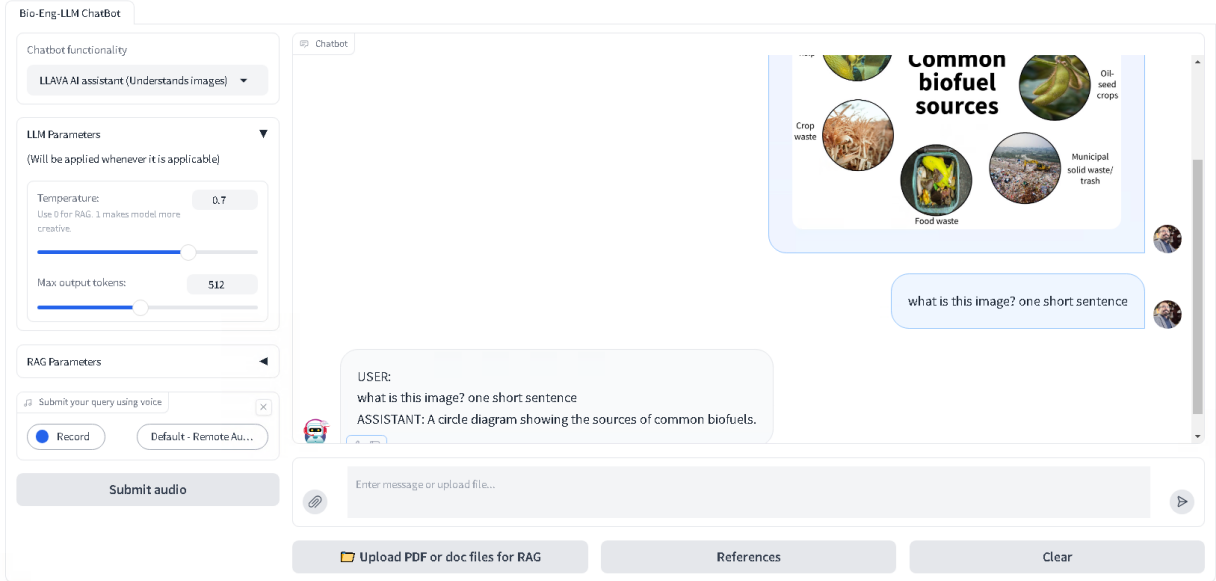 Bio-Eng-LLM ChatBot
Chatbot functionality
LLAVA AI assistant (Understands images)
LLM Parameters
(Will be applied whenever it is applicable)
Temperature:
0.7
Use 0 for RAG. 1 makes model more
creative.
Max output tokens:
512
RAG Parameters
Submit your query using voice
Record
Default - Remote Au...
Submit audio
Chatbot
Common
biofuel
sources
Oil-
seed
crops
Crop
waste
Municipal
solid waste/
trash
Food waste
what is this image? one short sentence
USER:
what is this image? one short sentence
ASSISTANT: A circle diagram showing the sources of common biofuels.
Enter message or upload file...
Upload PDF or doc files for RAG
References
Clear